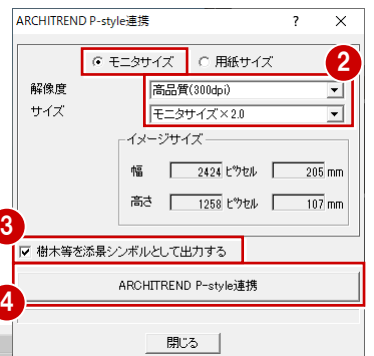 ARCHITREND P-style連携 ? ×
モニタサイズ 用紙サイズ
2
解像度 高品質(300dpi)
サイズ モニタサイズ×2.0
イメージサイズ
幅 2424 ピクセル 205 mm
高さ 1258 ピクセル 107 mm
3
樹木等を添景シンボルとして出力する
4
ARCHITREND P-style連携
閉じる